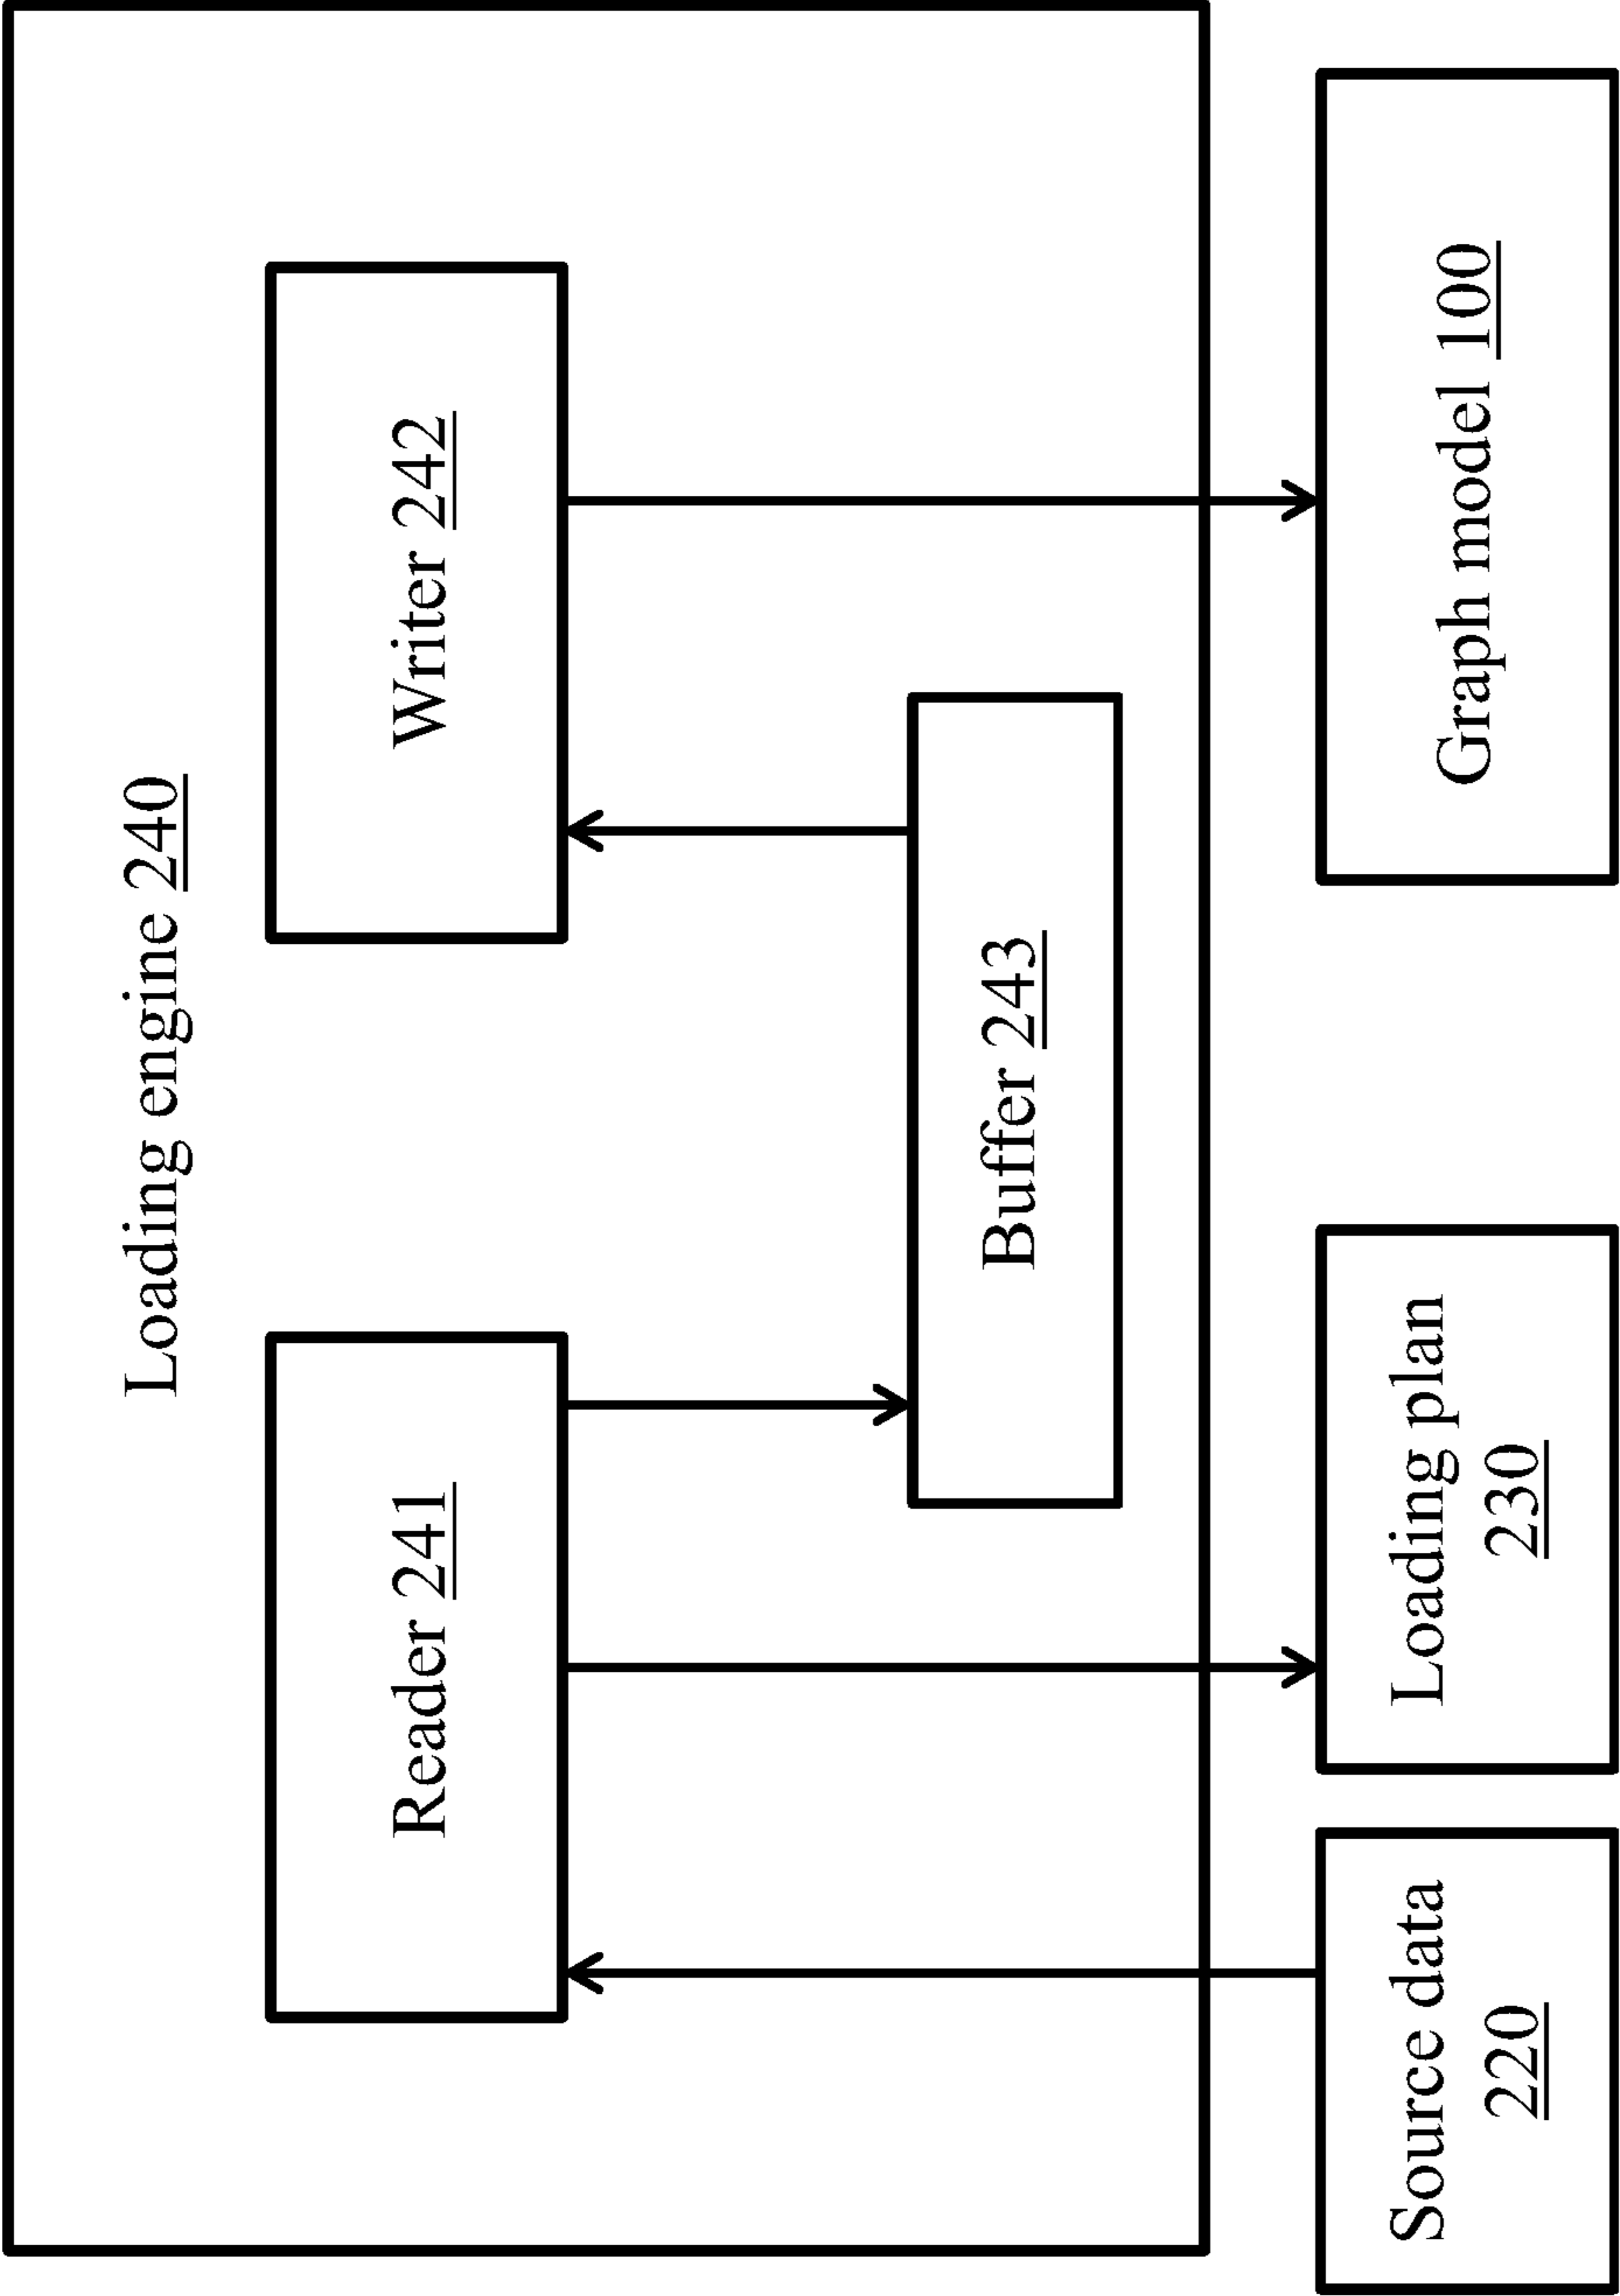 Loading engine 240
Reader 241
Writer 242
Buffer 243
Source data
220
Loading plan
230
Graph model 100